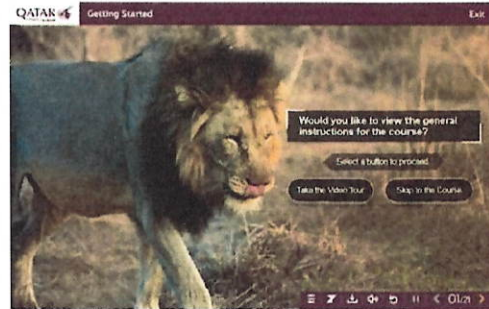 QATAR
Getting Started
Exit
Would you like to view the general
instructions for the course?
Select a button to proceed.
Take the Video Tour
Skip to the Course
01/21